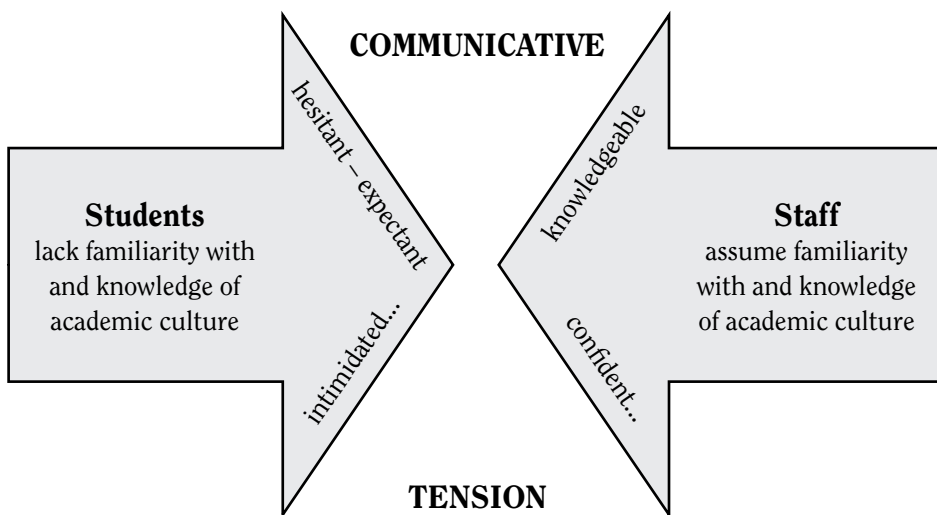 COMMUNICATIVE
hesitant – expectant
intimidated...
Students
lack familiarity with
and knowledge of
academic culture
knowledgeable
confident...
Staff
assume familiarity
with and knowledge
of academic culture
TENSION